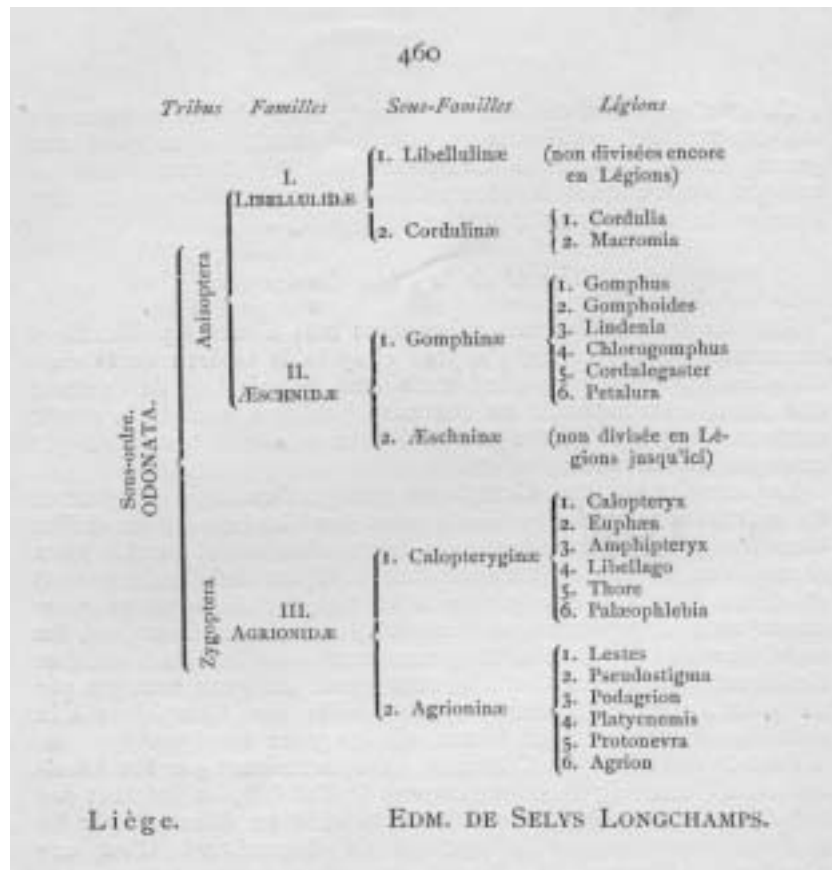 460
Tribus Familles Sous-Familles Légions
1. Libellulinæ (non divisées encore
en Légions)
I.
LIBELLULIDÆ
2. Cordulinæ 1. Cordulia
2. Macromia
Anisoptera
1. Gomphus
2. Gomphoides
1. Gomphinæ 3. Lindenia
4. Chlorogomphus
II. 5. Cordulegaster
ÆSCHNIDÆ 6. Petalura
2. Æschninæ (non divisée en Lé-
gions jusqu'ici)
Sous-ordre.
ODONATA.
1. Calopteryx
2. Euphæa
1. Calopteryginæ 3. Amphipteryx
4. Libellago
5. Thore
III. 6. Palæophlebia
AGRIONIDÆ
Zygoptera
1. Lestes
2. Pseudostigma
3. Podagrion
2. Agrioninæ 4. Platycnemis
5. Protonevra
6. Agrion
Liège. EDM. DE SELYS LONGCHAMPS.